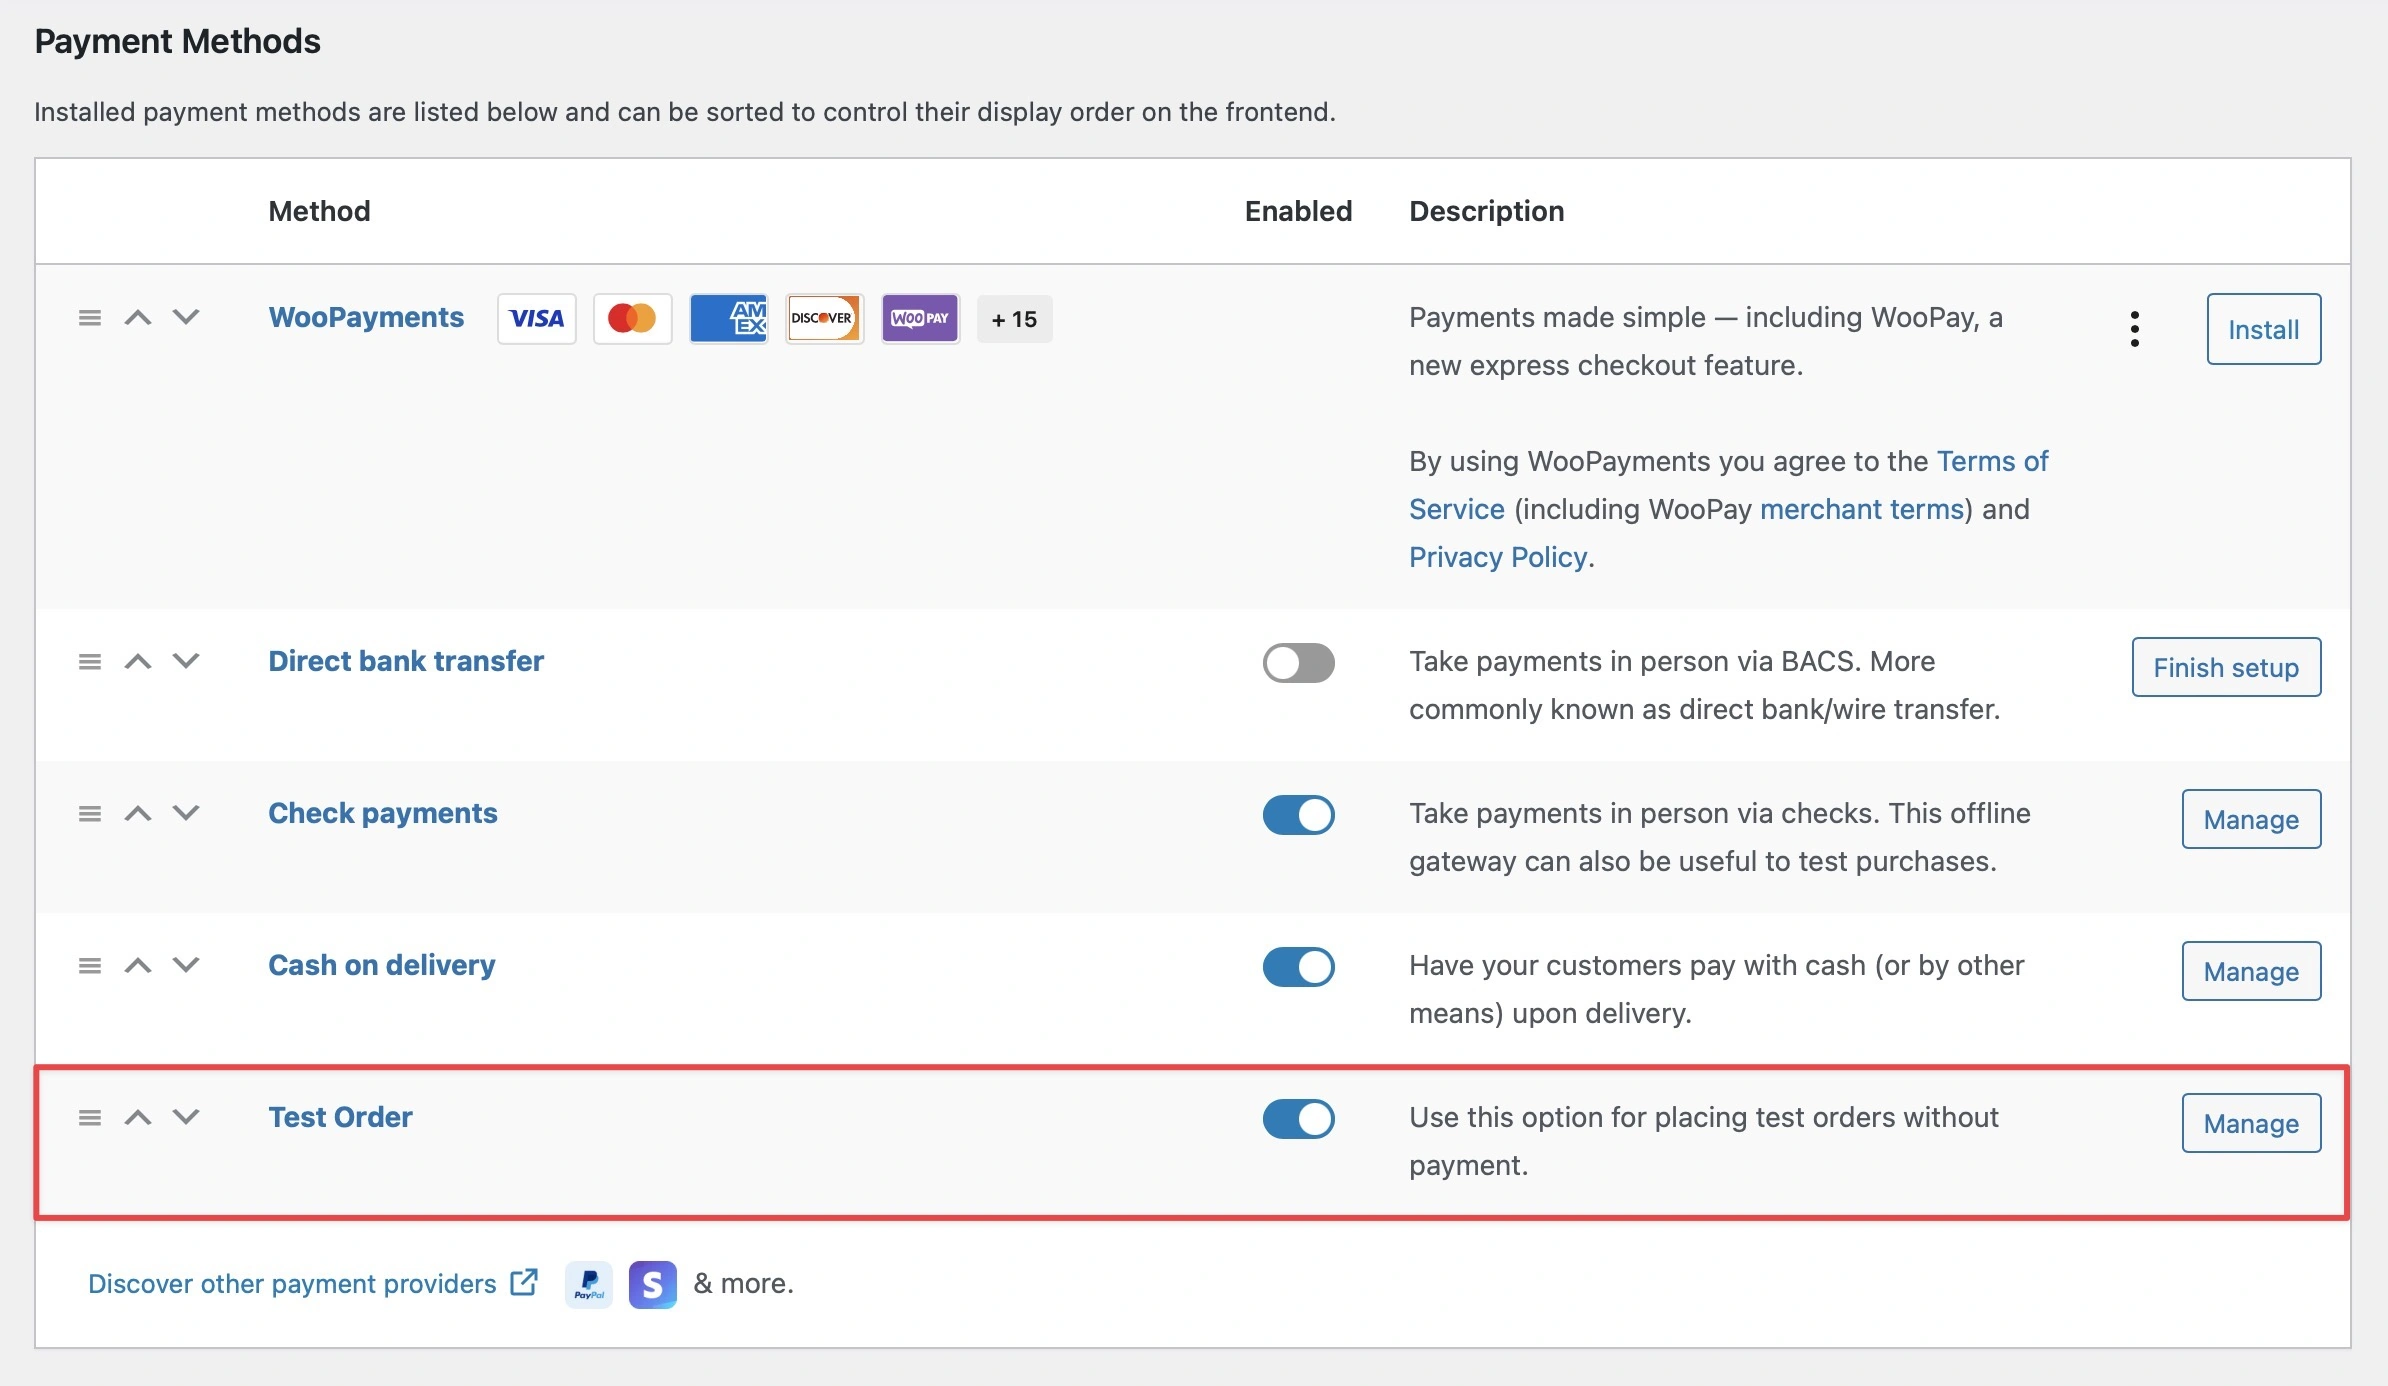 Payment Methods
Installed payment methods are listed below and can be sorted to control their display order on the frontend.
Method Enabled Description
WooPayments VISA AM EX DISCOVER WOO PAY + 15 Payments made simple — including WooPay, a Install
new express checkout feature.
By using WooPayments you agree to the Terms of
Service (including WooPay merchant terms) and
Privacy Policy.
Direct bank transfer Take payments in person via BACS. More Finish setup
commonly known as direct bank/wire transfer.
Check payments Take payments in person via checks. This offline Manage
gateway can also be useful to test purchases.
Cash on delivery Have your customers pay with cash (or by other Manage
means) upon delivery.
Test Order Use this option for placing test orders without Manage
payment.
Discover other payment providers PayPal S & more.